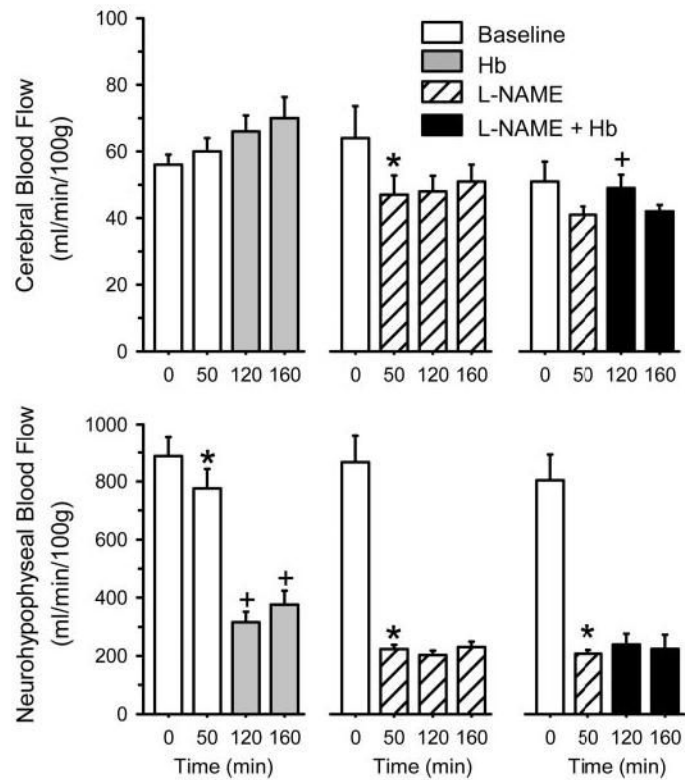 100
80
60
40
20
0
Cerebral Blood Flow
(ml/min/100g)
Baseline
Hb
L-NAME
L-NAME + Hb
*
+
0 50 120 160
0 50 120 160
0 50 120 160
1000
800
600
400
200
0
Neurohypophyseal Blood Flow
(ml/min/100g)
*
+
+
*
*
0 50 120 160
0 50 120 160
0 50 120 160
Time (min)
Time (min)
Time (min)